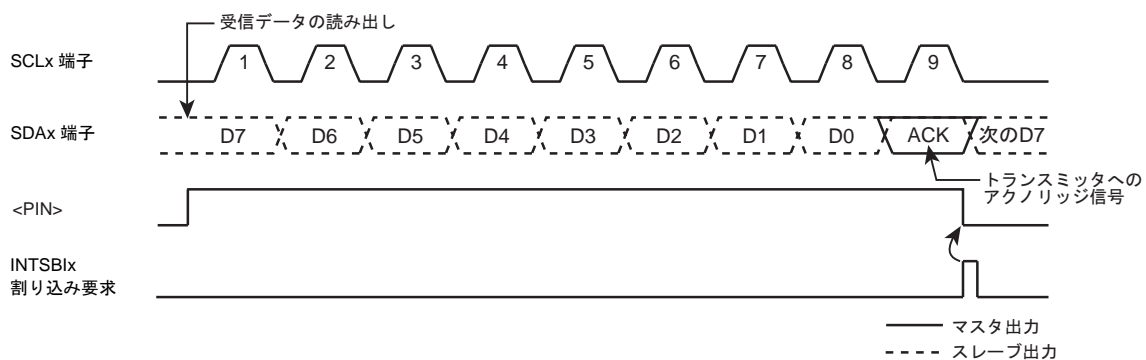 受信データの読み出し
SCLx 端子
1 2 3 4 5 6 7 8 9
SDAx 端子
D7 D6 D5 D4 D3 D2 D1 D0 ACK 次のD7
トランスミッタへの
アクノリッジ信号
<PIN>
INTSBIx
割り込み要求
マスタ出力
スレーブ出力